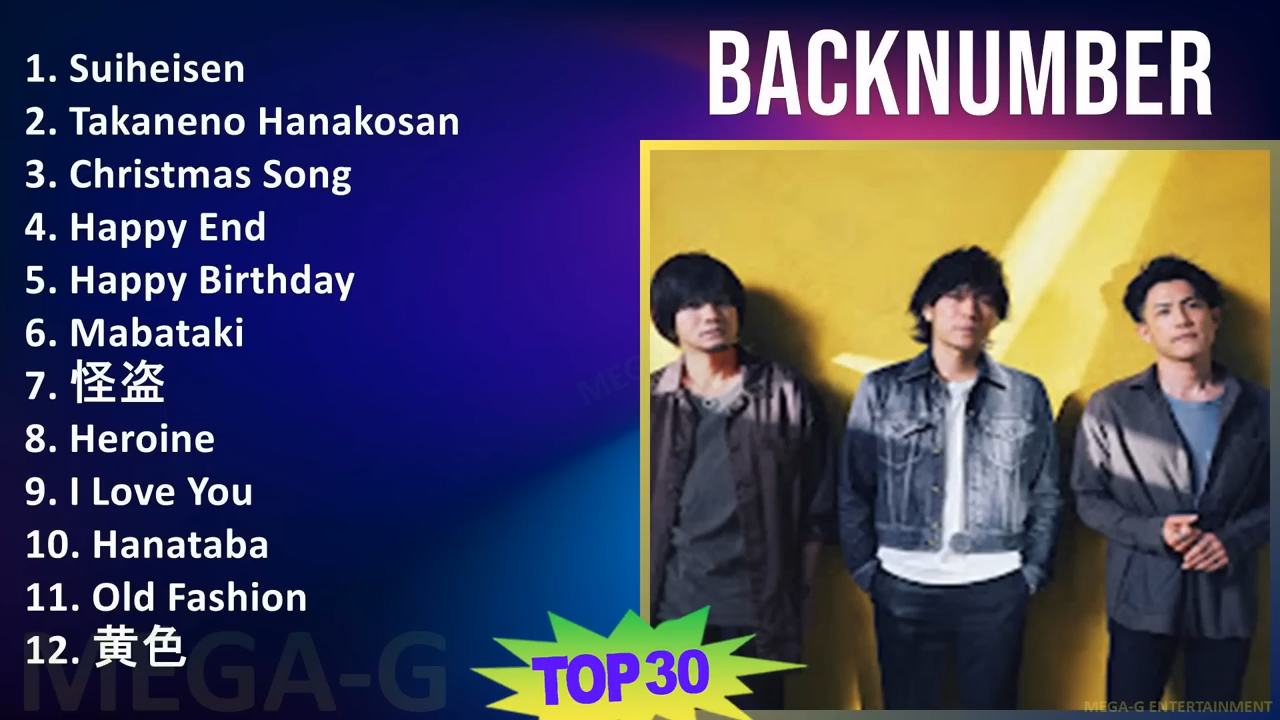 BACKNUMBER
1. Suiheisen
2. Takaneno Hanakosan
3. Christmas Song
4. Happy End
5. Happy Birthday
6. Mabataki
7. 怪盗
8. Heroine
9. I Love You
10. Hanataba
11. Old Fashion
12. 黄色
MEGA-G
TOP 30
MEGA-G ENTERTAINMENT